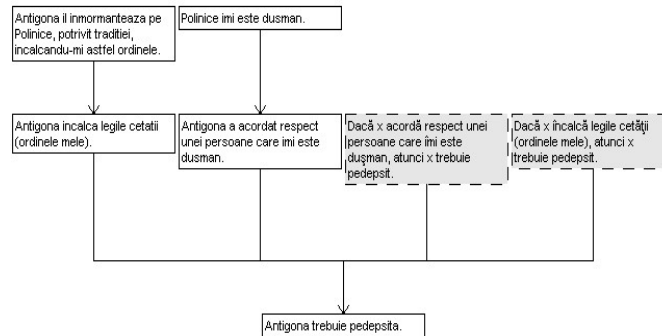 Antigona il inmormanteaza pe
Polinice, potrivit traditiei,
incalcandu-mi astfel ordinele.
Polinice imi este dusman.
Antigona incalca legile cetatii
(ordinele mele).
Antigona a acordat respect
unei persoane care imi este
dusman.
Dacă x acordă respect unei
persoane care îmi este
duşman, atunci x trebuie
pedepsit.
Dacă x încalcă legile cetăţii
(ordinele mele), atunci x
trebuie pedepsit.
Antigona trebuie pedepsita.